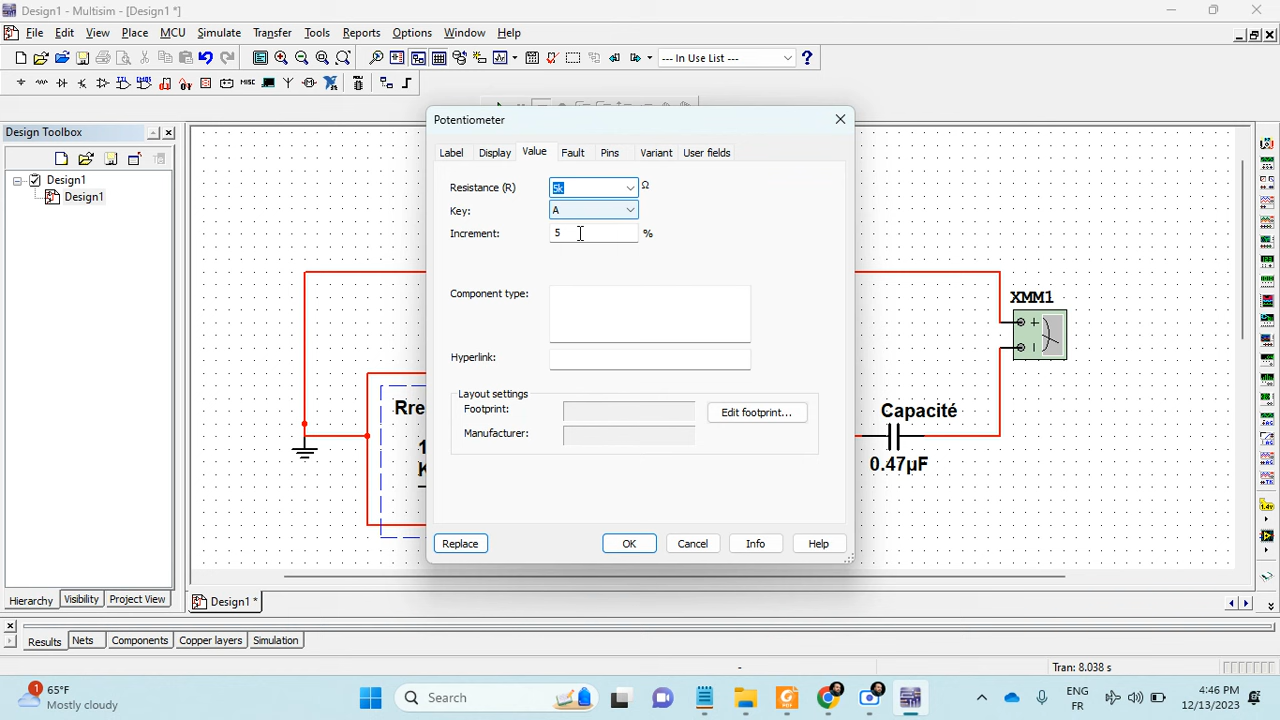 Design1 - Multisim - [Design1 *]
File Edit View Place MCU Simulate Transfer Tools Reports Options Window Help
--- In Use List ---
Design Toolbox
Design1
Design1
Potentiometer
Label Display Value Fault Pins Variant User fields
Resistance (R) 5k Ω
Key: A
Increment: 5 %
Component type:
Hyperlink:
Layout settings
Footprint: Edit footprint...
Manufacturer:
Replace OK Cancel Info Help
XMM1
Rre
Capacité
0.47µF
Hierarchy Visibility Project View
Design1 *
Results Nets Components Copper layers Simulation
- Tran: 8.038 s
1 65°F
Mostly cloudy
Search
ENG
FR
4:46 PM
12/13/2023